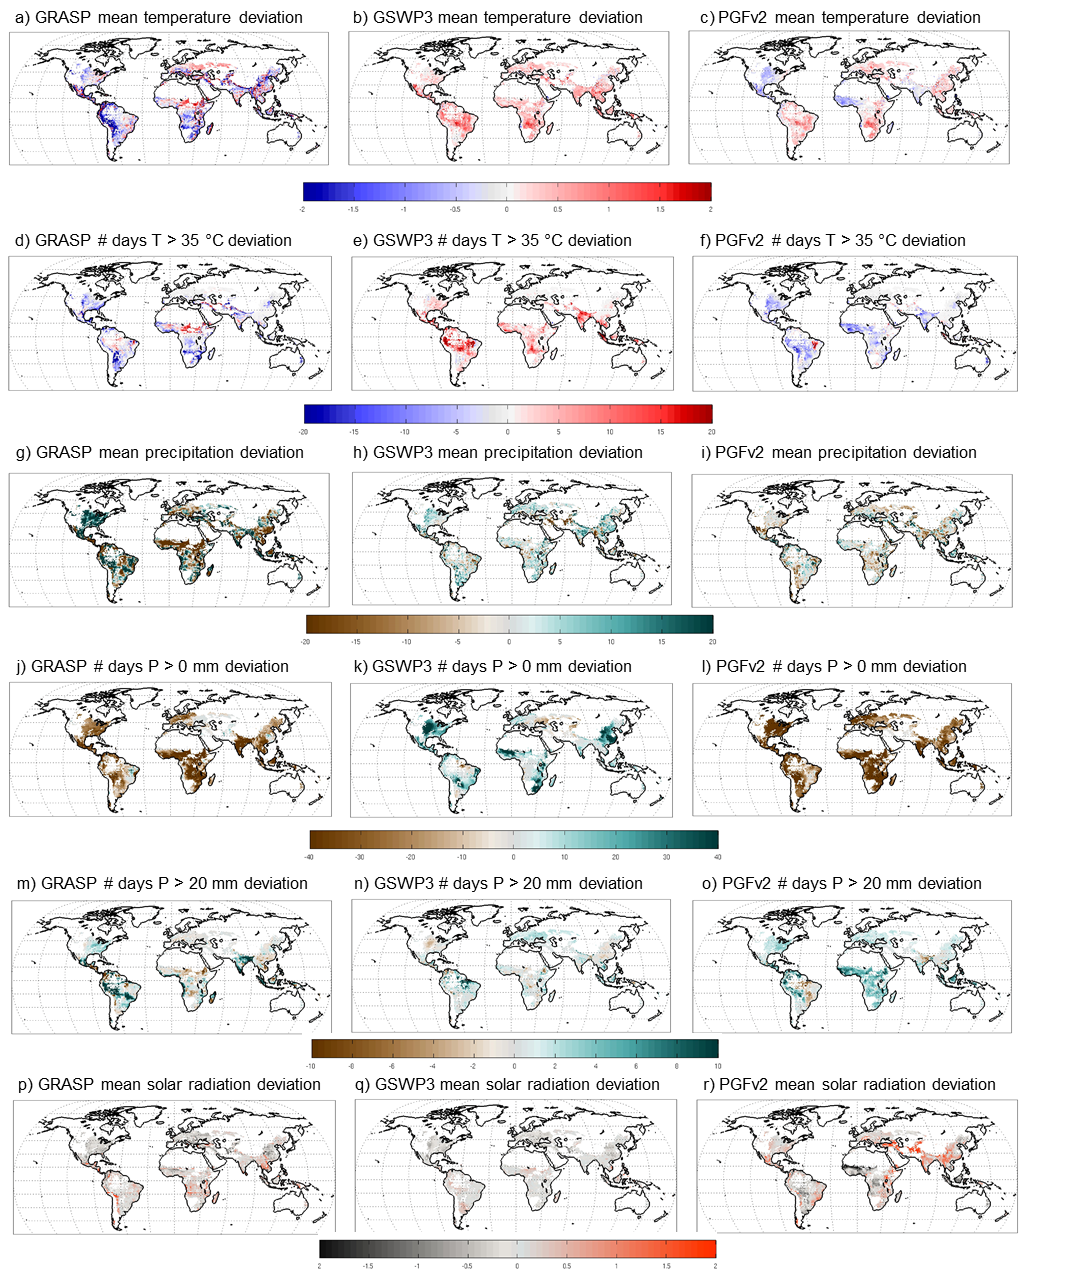 a) GRASP mean temperature deviation
b) GSWP3 mean temperature deviation
c) PGFv2 mean temperature deviation
-2 -1.5 -1 -0.5 0 0.5 1 1.5 2
d) GRASP # days T > 35 °C deviation
e) GSWP3 # days T > 35 °C deviation
f) PGFv2 # days T > 35 °C deviation
-20 -15 -10 -5 0 5 10 15 20
g) GRASP mean precipitation deviation
h) GSWP3 mean precipitation deviation
i) PGFv2 mean precipitation deviation
-20 -15 -10 -5 0 5 10 15 20
j) GRASP # days P > 0 mm deviation
k) GSWP3 # days P > 0 mm deviation
l) PGFv2 # days P > 0 mm deviation
-40 -30 -20 -10 0 10 20 30 40
m) GRASP # days P > 20 mm deviation
n) GSWP3 # days P > 20 mm deviation
o) PGFv2 # days P > 20 mm deviation
-10 -8 -6 -4 -2 0 2 4 6 8 10
p) GRASP mean solar radiation deviation
q) GSWP3 mean solar radiation deviation
r) PGFv2 mean solar radiation deviation
2 -1.5 -1 -0.5 0 0.5 1 1.5 2